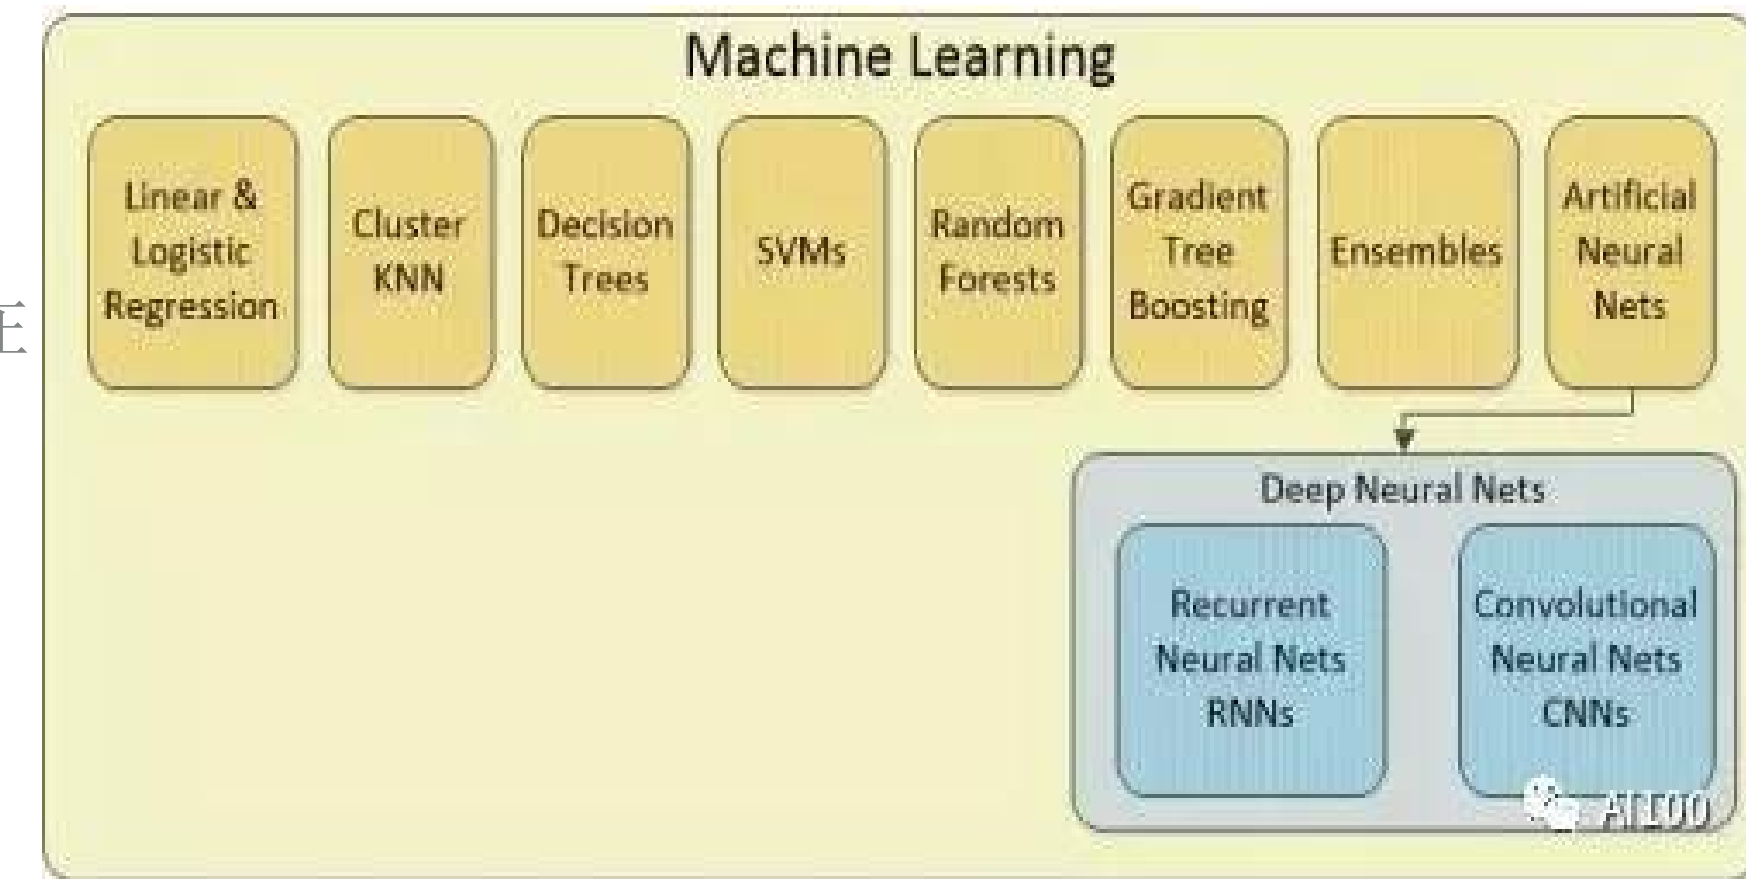 Machine Learning
Linear &
Logistic
Regression
Cluster
KNN
Decision
Trees
SVMs
Random
Forests
Gradient
Tree
Boosting
Ensembles
Artificial
Neural
Nets
Deep Neural Nets
Recurrent
Neural Nets
RNNs
Convolutional
Neural Nets
CNNs
AI100